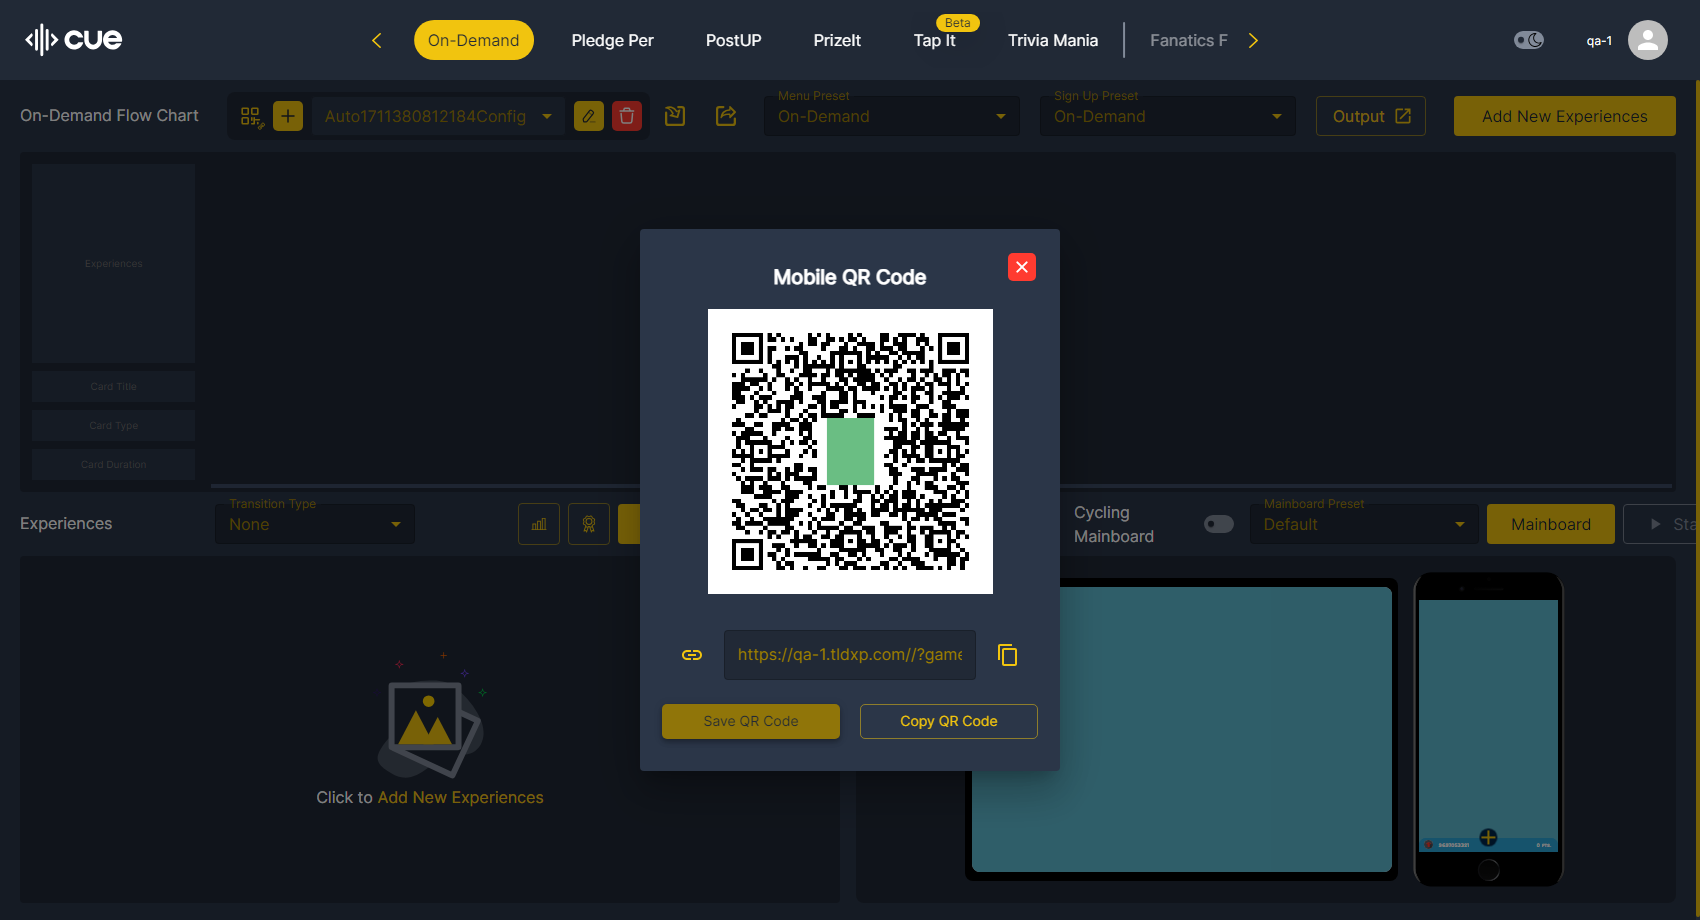 cue
On-Demand
Pledge Per
PostUP
PrizeIt
Beta
Tap It
Trivia Mania
Fanatics F
qa-1
On-Demand Flow Chart
Auto1711380812184Config
Menu Preset
On-Demand
Sign Up Preset
On-Demand
Output
Add New Experiences
Experiences
Card Title
Card Type
Card Duration
Mobile QR Code
https://qa-1.tldxp.com//?game
Save QR Code
Copy QR Code
Experiences
Transition Type
None
Cycling
Mainboard
Mainboard Preset
Default
Mainboard
Sta
Click to Add New Experiences
0 Pts.